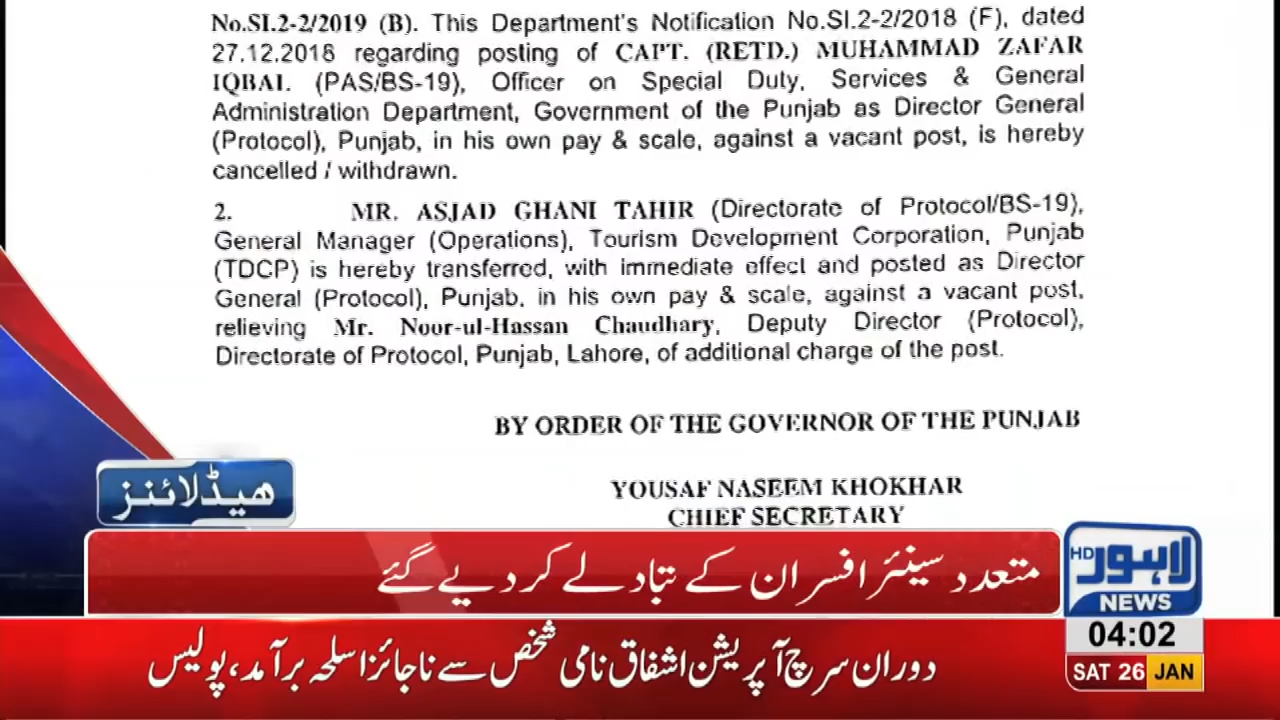 No.SI.2-2/2019 (B). This Department's Notification No.SI.2-2/2018 (F), dated
27.12.2018 regarding posting of CAPT. (RETD.) MUHAMMAD ZAFAR
IQBAL (PAS/BS-19), Officer on Special Duty, Services & General
Administration Department, Government of the Punjab as Director General
(Protocol), Punjab, in his own pay & scale, against a vacant post, is hereby
cancelled / withdrawn.
2. MR. ASJAD GHANI TAHIR (Directorate of Protocol/BS-19),
General Manager (Operations), Tourism Development Corporation, Punjab
(TDCP) is hereby transferred, with immediate effect and posted as Director
General (Protocol), Punjab, in his own pay & scale, against a vacant post,
relieving Mr. Noor-ul-Hassan Chaudhary, Deputy Director (Protocol),
Directorate of Protocol, Punjab, Lahore, of additional charge of the post.
BY ORDER OF THE GOVERNOR OF THE PUNJAB
YOUSAF NASEEM KHOKHAR
CHIEF SECRETARY
ہیڈلائنز
متعدد سینئر افسران کے تبادلے کر دیے گئے
HD لاہور
NEWS
04:02
SAT 26 JAN
دوران سرچ آپریشن اشفاق نامی شخص سے ناجائز اسلحہ برآمد، پولیس